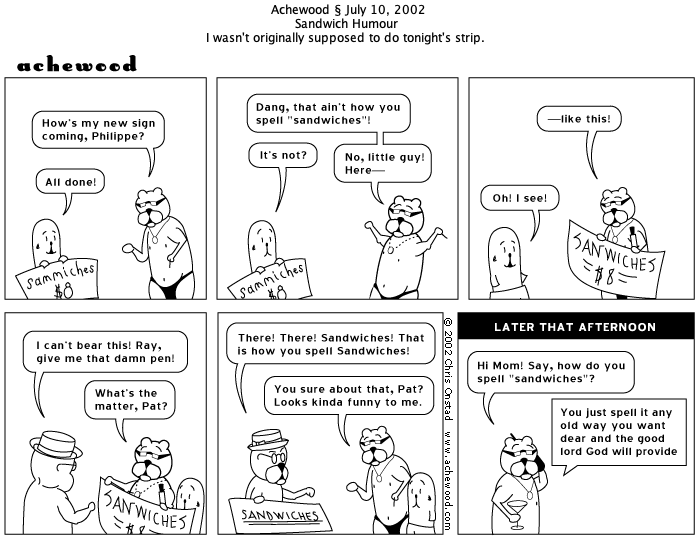 Achewood § July 10, 2002
Sandwich Humour
I wasn't originally supposed to do tonight's strip.
achewood
How's my new sign
coming, Philippe?
All done!
Sammiches
$8
Dang, that ain't how you
spell "sandwiches"!
It's not?
No, little guy!
Here—
Sammiches
$8
—like this!
Oh! I see!
SANWICHES
= $8 =
I can't bear this! Ray,
give me that damn pen!
What's the
matter, Pat?
SANWICHES
= $8 =
There! There! Sandwiches! That
is how you spell Sandwiches!
You sure about that, Pat?
Looks kinda funny to me.
SANDWICHES
© 2002 Chris Onstad www.achewood.com
LATER THAT AFTERNOON
Hi Mom! Say, how do you
spell "sandwiches"?
You just spell it any
old way you want
dear and the good
lord God will provide